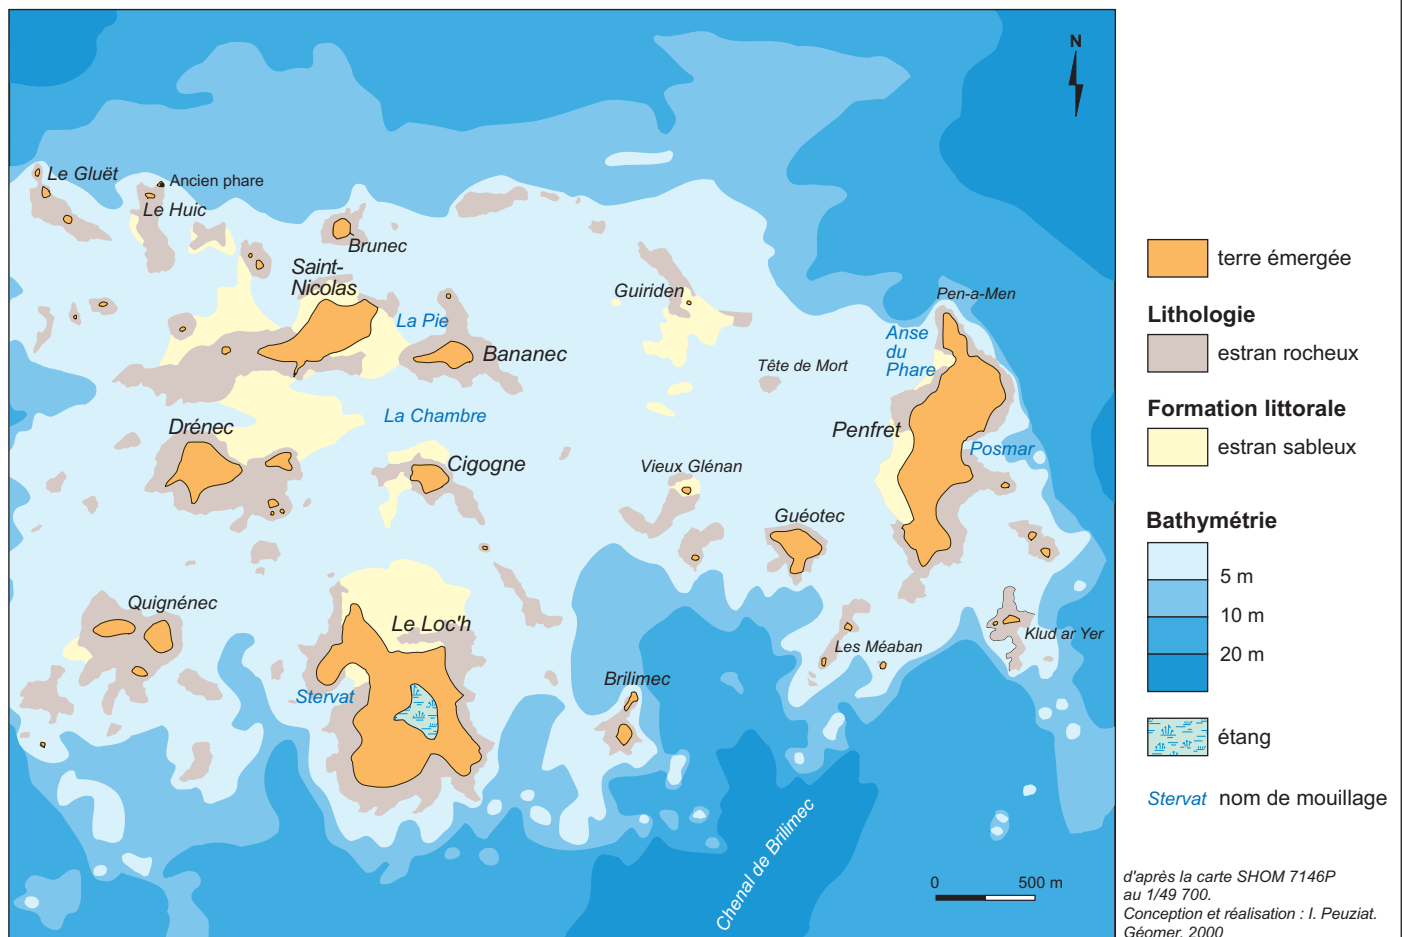 N
Le Gluët
Ancien phare
Le Huic
Brunec
Saint-
Nicolas
La Pie
Bananec
Guiriden
Pen-a-Men
Anse
du
Phare
Tête de Mort
La Chambre
Drénec
Penfret
Posmar
Cigogne
Vieux Glénan
Guéotec
Quignénec
Le Loc'h
Klud ar Yer
Les Méaban
Stervat
Brilimec
Chenal de Brilimec
0 500 m
terre émergée
Lithologie
estran rocheux
Formation littorale
estran sableux
Bathymétrie
5 m
10 m
20 m
étang
Stervat nom de mouillage
d'après la carte SHOM 7146P
au 1/49 700.
Conception et réalisation : I. Peuziat.
Géomer, 2000